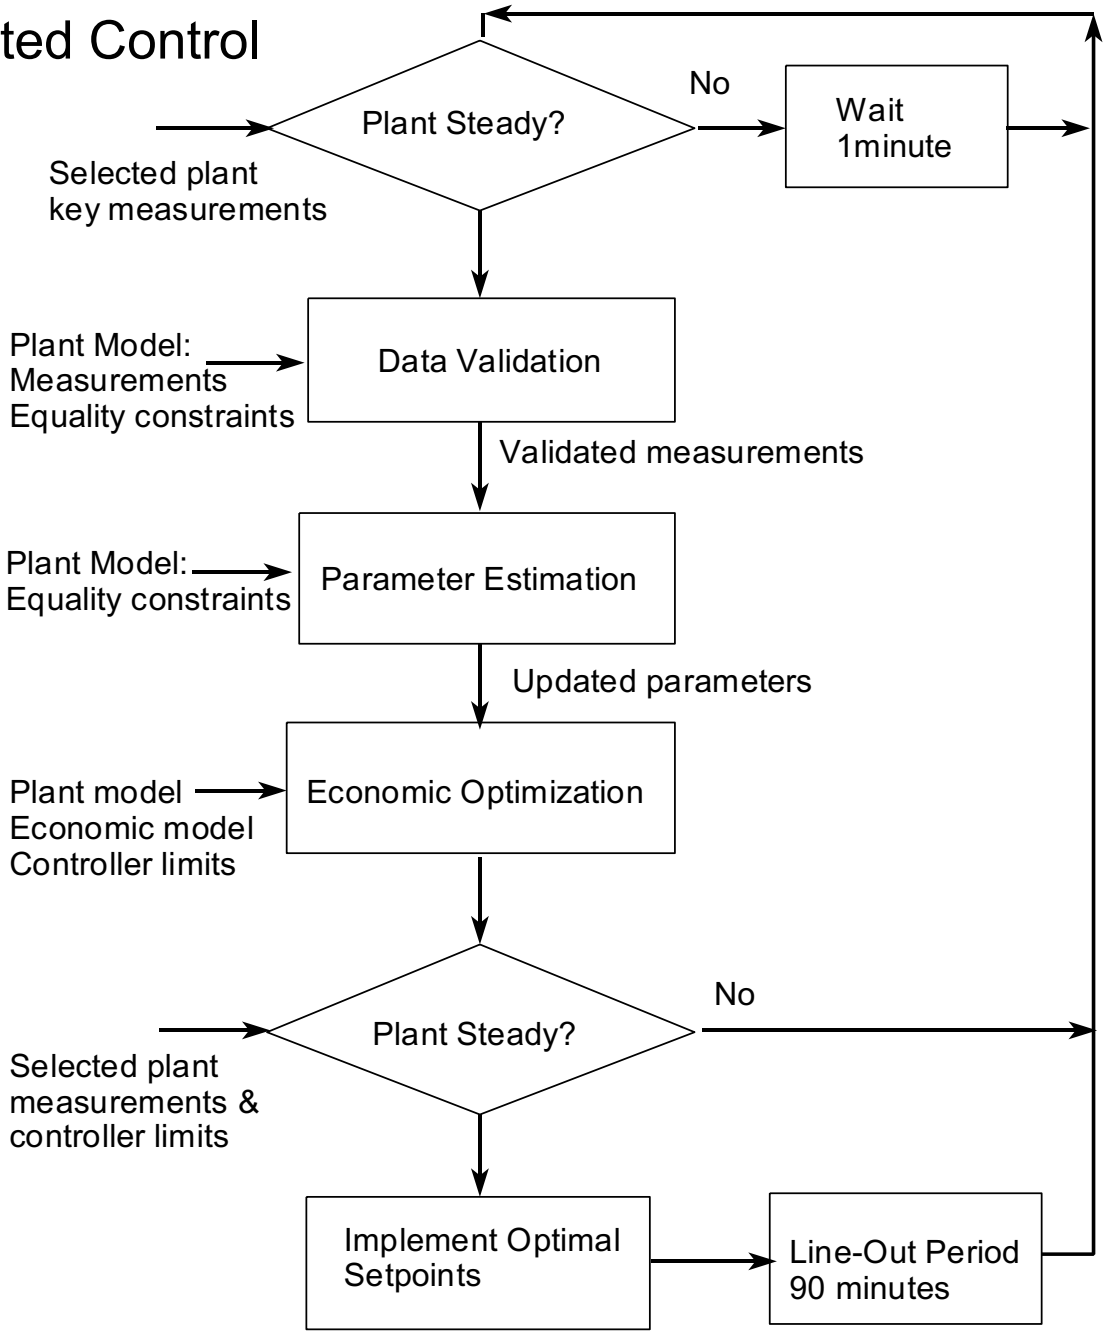 ted Control
No
Plant Steady?
Wait
1minute
Selected plant
key measurements
Plant Model:
Measurements
Equality constraints
Data Validation
Validated measurements
Plant Model:
Equality constraints
Parameter Estimation
Updated parameters
Plant model
Economic model
Controller limits
Economic Optimization
No
Plant Steady?
Selected plant
measurements &
controller limits
Implement Optimal
Setpoints
Line-Out Period
90 minutes